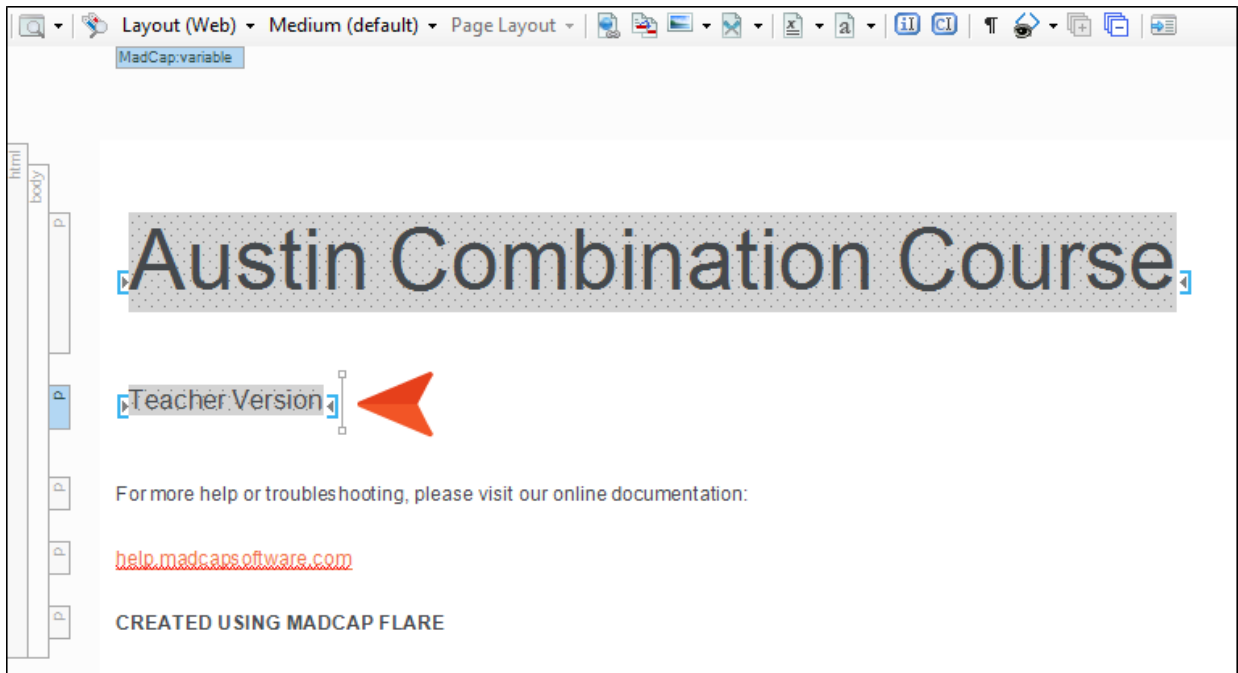 Layout (Web) Medium (default) Page Layout
MadCap:variable
html
body
p
Austin Combination Course
p
Teacher Version
p
For more help or troubleshooting, please visit our online documentation:
p
help.madcapsoftware.com
p
CREATED USING MADCAP FLARE